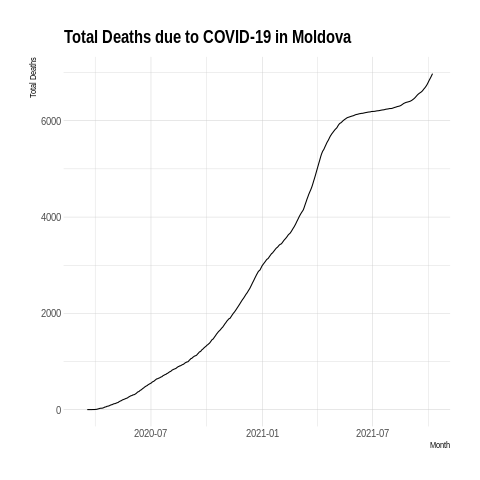 Total Deaths due to COVID-19 in Moldova
Total Deaths
6000
4000
2000
0
2020-07
2021-01
2021-07
Month